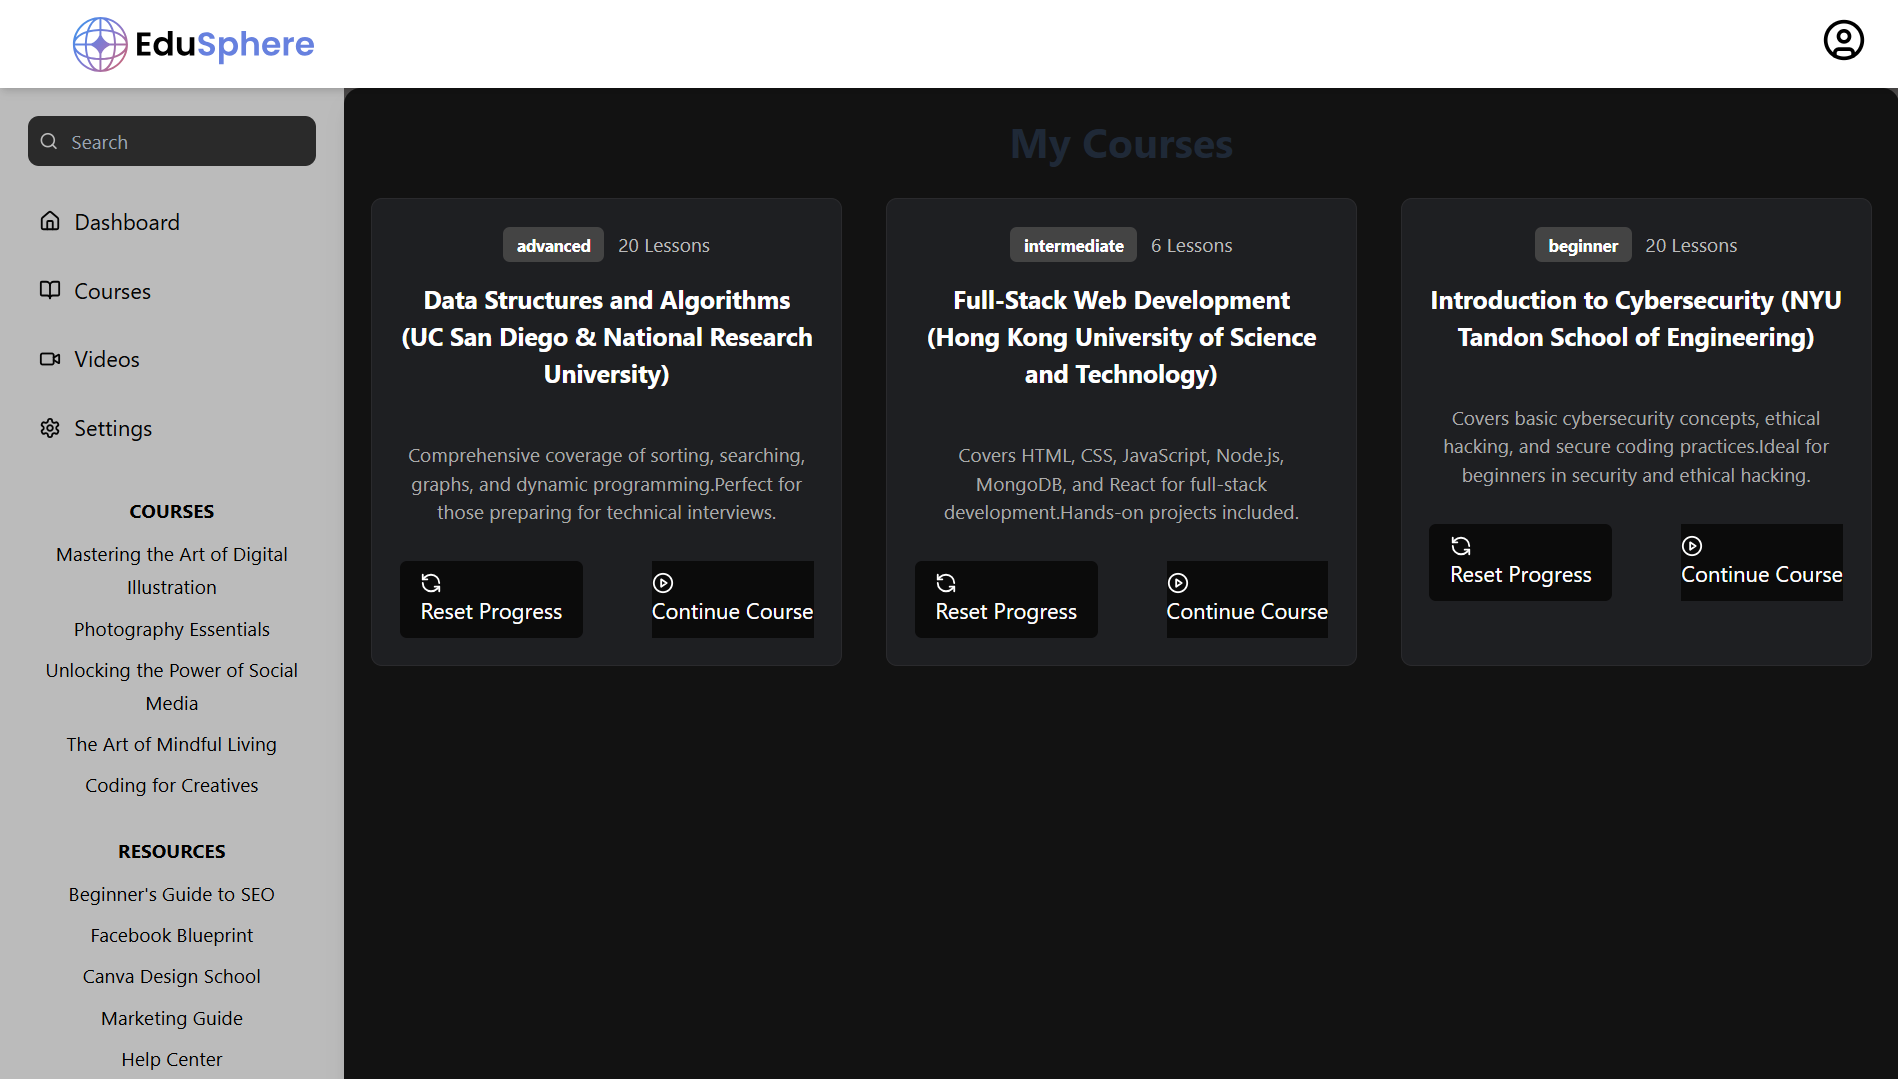 EduSphere
Search
Dashboard
Courses
Videos
Settings
COURSES
Mastering the Art of Digital
Illustration
Photography Essentials
Unlocking the Power of Social
Media
The Art of Mindful Living
Coding for Creatives
RESOURCES
Beginner's Guide to SEO
Facebook Blueprint
Canva Design School
Marketing Guide
Help Center
My Courses
advanced 20 Lessons
Data Structures and Algorithms
(UC San Diego & National Research
University)
Comprehensive coverage of sorting, searching,
graphs, and dynamic programming.Perfect for
those preparing for technical interviews.
Reset Progress
Continue Course
intermediate 6 Lessons
Full-Stack Web Development
(Hong Kong University of Science
and Technology)
Covers HTML, CSS, JavaScript, Node.js,
MongoDB, and React for full-stack
development.Hands-on projects included.
Reset Progress
Continue Course
beginner 20 Lessons
Introduction to Cybersecurity (NYU
Tandon School of Engineering)
Covers basic cybersecurity concepts, ethical
hacking, and secure coding practices.Ideal for
beginners in security and ethical hacking.
Reset Progress
Continue Course